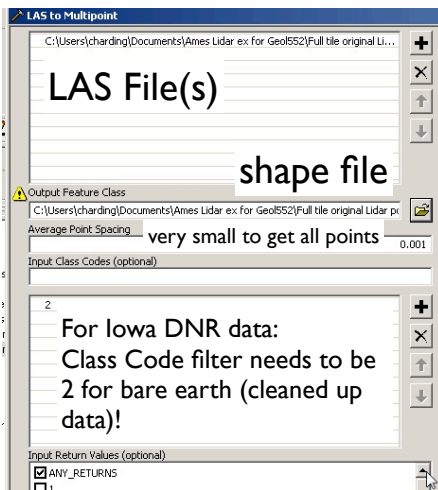 LAS to Multipoint
C:\Users\charding\Documents\Ames Lidar ex for Geol552\Full tile original Li...
LAS File(s)
shape file
Output Feature Class
C:\Users\charding\Documents\Ames Lidar ex for Geol552\Full tile original Lidar po
Average Point Spacing
very small to get all points
0.001
Input Class Codes (optional)
2
For Iowa DNR data:
Class Code filter needs to be
2 for bare earth (cleaned up
data)!
Input Return Values (optional)
ANY_RETURNS
1